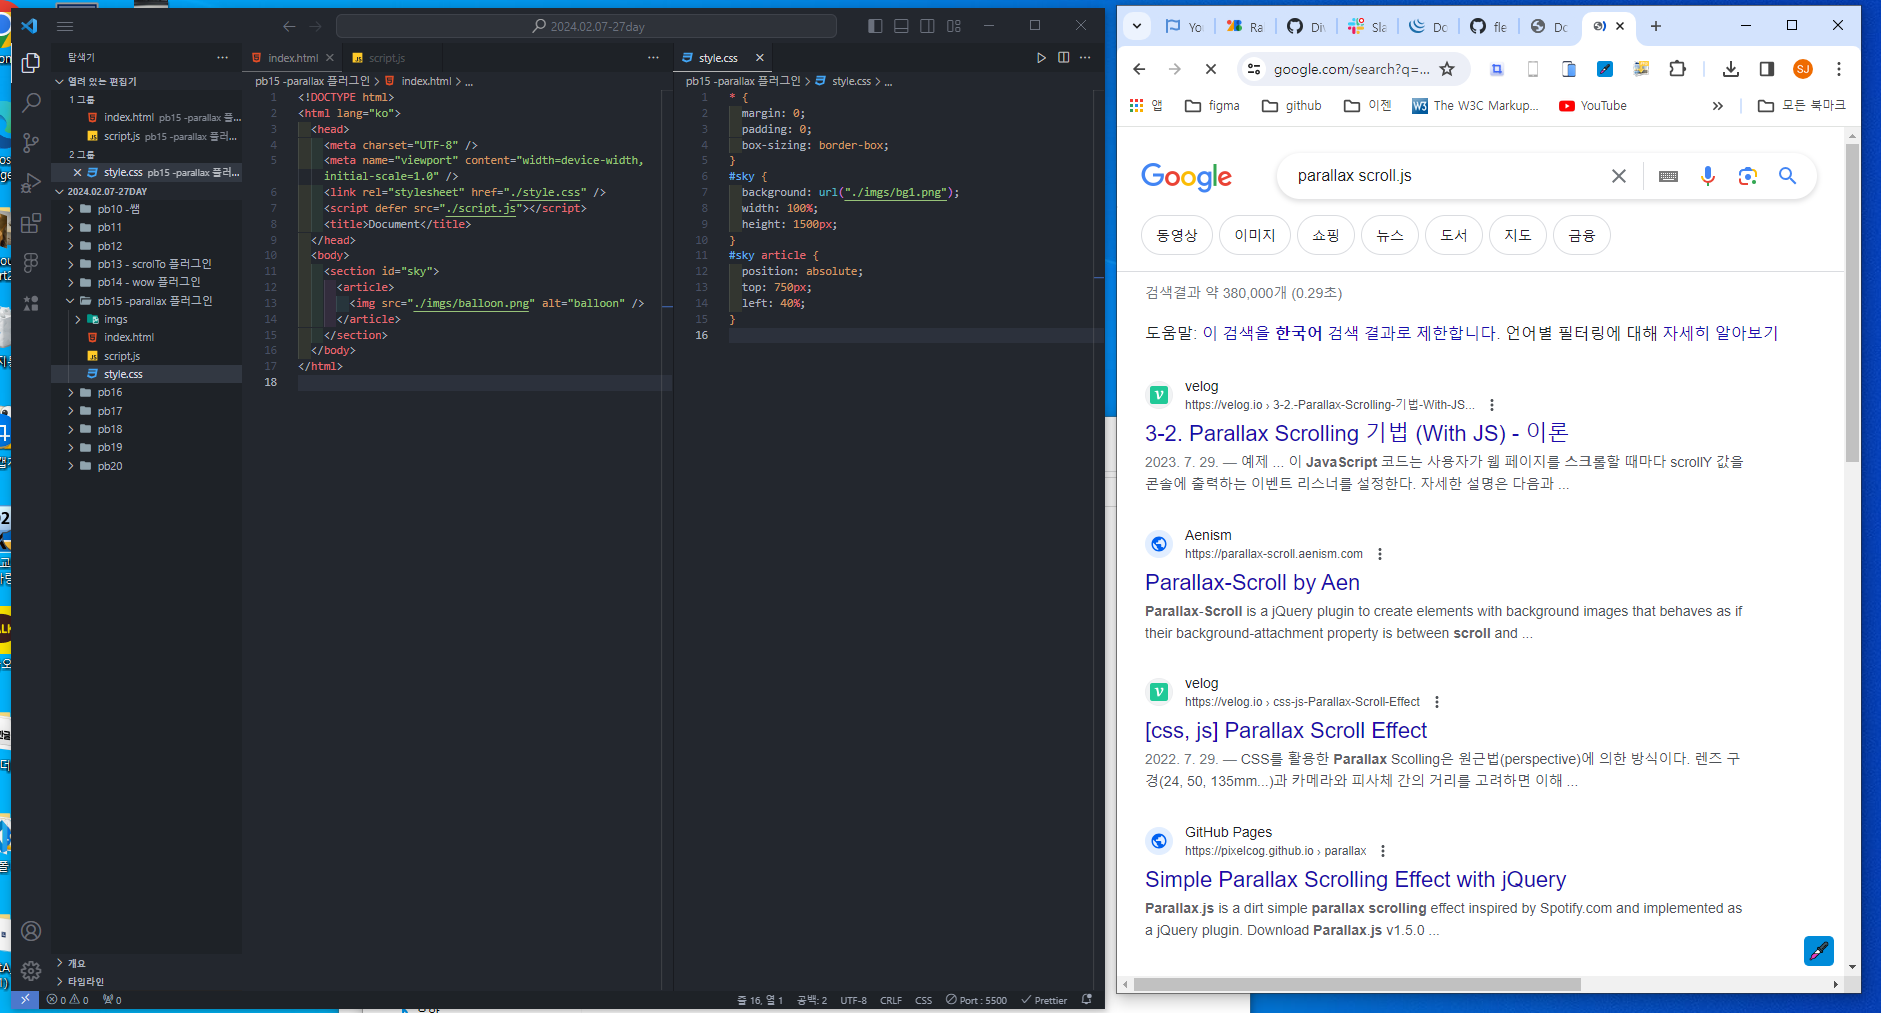 2024.02.07-27day
탐색기
열려 있는 편집기
1 그룹
index.html pb15 -parallax 플...
script.js pb15 -parallax 플러...
2 그룹
style.css pb15 -parallax 플러...
2024.02.07-27DAY
pb10 -쌤
pb11
pb12
pb13 - scrolTo 플러그인
pb14 - wow 플러그인
pb15 -parallax 플러그인
imgs
index.html
script.js
style.css
pb16
pb17
pb18
pb19
pb20
개요
타임라인
index.html
script.js
pb15 -parallax 플러그인 > index.html > ...
1 <!DOCTYPE html>
2 <html lang="ko">
3 <head>
4 <meta charset="UTF-8" />
5 <meta name="viewport" content="width=device-width,
initial-scale=1.0" />
6 <link rel="stylesheet" href="./style.css" />
7 <script defer src="./script.js"></script>
8 <title>Document</title>
9 </head>
10 <body>
11 <section id="sky">
12 <article>
13 <img src="./imgs/balloon.png" alt="balloon" />
14 </article>
15 </section>
16 </body>
17 </html>
18
style.css
pb15 -parallax 플러그인 > style.css > ...
1 * {
2 margin: 0;
3 padding: 0;
4 box-sizing: border-box;
5 }
6 #sky {
7 background: url("./imgs/bg1.png");
8 width: 100%;
9 height: 1500px;
10 }
11 #sky article {
12 position: absolute;
13 top: 750px;
14 left: 40%;
15 }
16
0 0 0
줄 16, 열 1 공백: 2 UTF-8 CRLF CSS Port : 5500 Prettier
Yo Ra Div Sla Do fle Do
google.com/search?q=...
SJ
앱 figma github 이젠 The W3C Markup... YouTube » 모든 북마크
Google
parallax scroll.js
동영상 이미지 쇼핑 뉴스 도서 지도 금융
검색결과 약 380,000개 (0.29초)
도움말: 이 검색을 한국어 검색 결과로 제한합니다. 언어별 필터링에 대해 자세히 알아보기
velog
https://velog.io › 3-2.-Parallax-Scrolling-기법-With-JS...
3-2. Parallax Scrolling 기법 (With JS) - 이론
2023. 7. 29. — 예제 ... 이 JavaScript 코드는 사용자가 웹 페이지를 스크롤할 때마다 scrollY 값을
콘솔에 출력하는 이벤트 리스너를 설정한다. 자세한 설명은 다음과 ...
Aenism
https://parallax-scroll.aenism.com
Parallax-Scroll by Aen
Parallax-Scroll is a jQuery plugin to create elements with background images that behaves as if
their background-attachment property is between scroll and ...
velog
https://velog.io › css-js-Parallax-Scroll-Effect
[css, js] Parallax Scroll Effect
2022. 7. 29. — CSS를 활용한 Parallax Scolling은 원근법(perspective)에 의한 방식이다. 렌즈 구
경(24, 50, 135mm...)과 카메라와 피사체 간의 거리를 고려하면 이해 ...
GitHub Pages
https://pixelcog.github.io › parallax
Simple Parallax Scrolling Effect with jQuery
Parallax.js is a dirt simple parallax scrolling effect inspired by Spotify.com and implemented as
a jQuery plugin. Download Parallax.js v1.5.0 ...